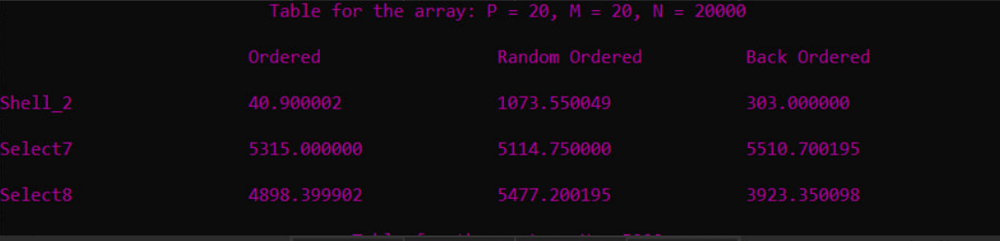 Table for the array: P = 20, M = 20, N = 20000
Ordered Random Ordered Back Ordered
Shell_2 40.900002 1073.550049 303.000000
Select7 5315.000000 5114.750000 5510.700195
Select8 4898.399902 5477.200195 3923.350098